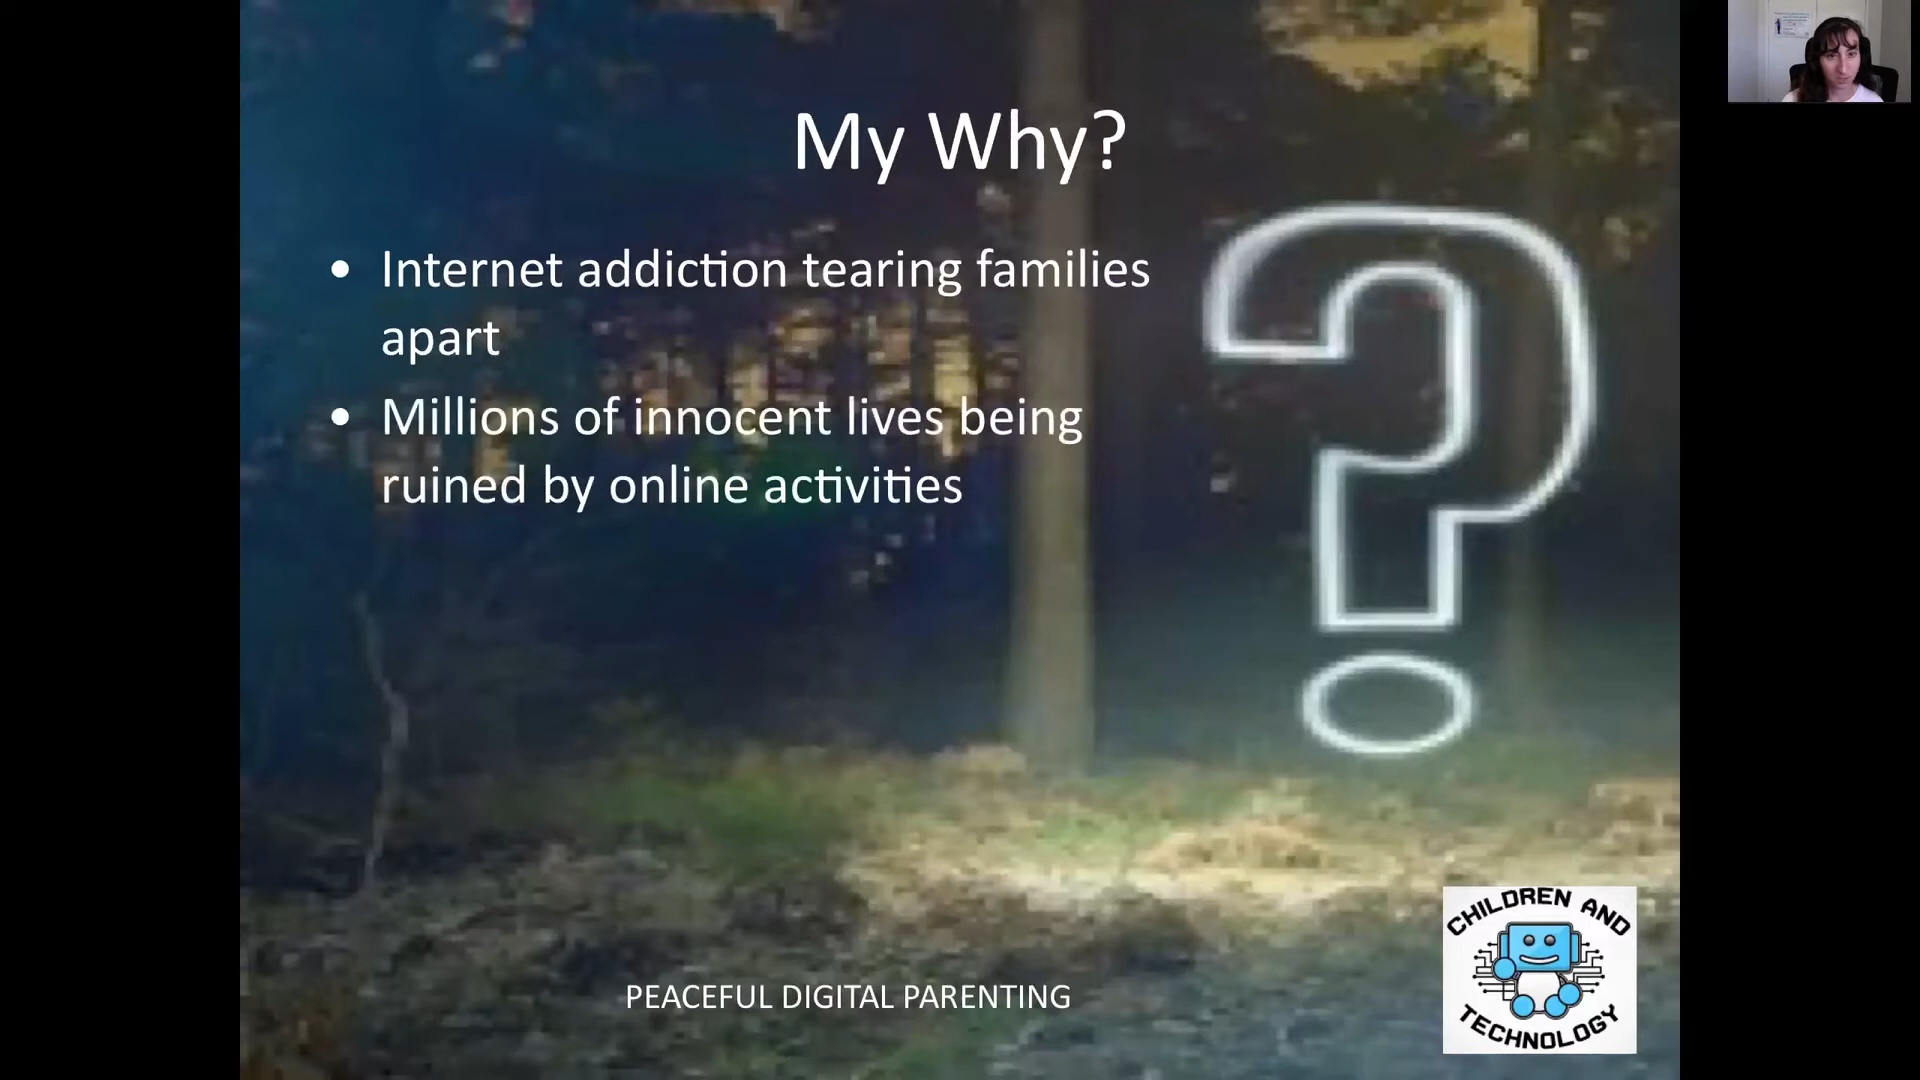 My Why?
• Internet addiction tearing families
apart
• Millions of innocent lives being
ruined by online activities
PEACEFUL DIGITAL PARENTING
CHILDREN AND
TECHNOLOGY